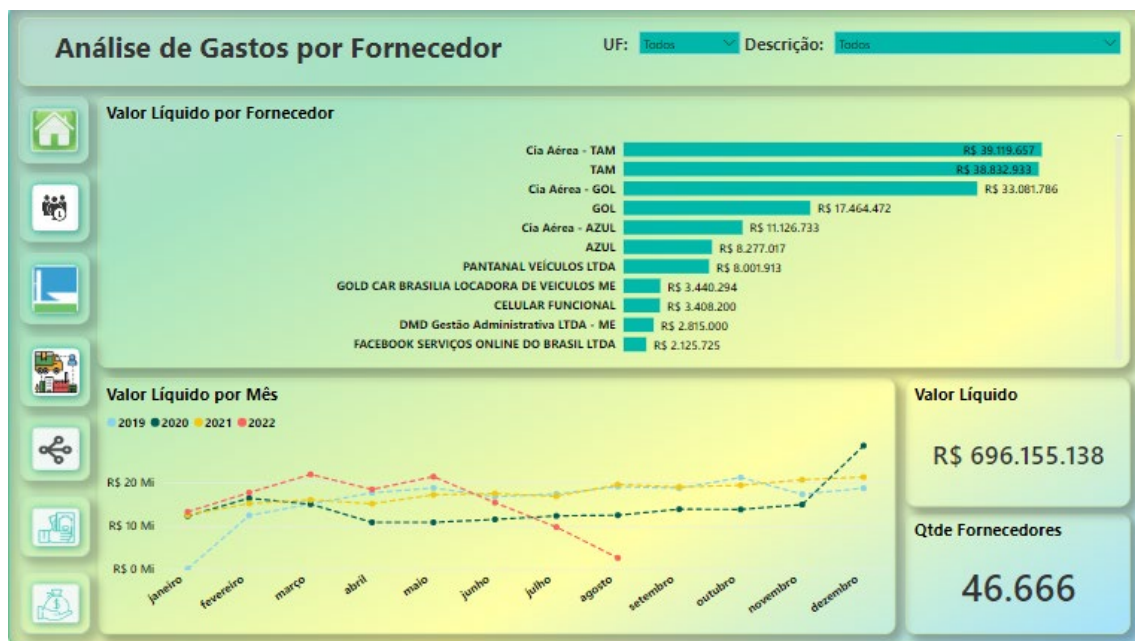 Análise de Gastos por Fornecedor
UF: Todos Descrição: Todos
Valor Líquido por Fornecedor
Cia Aérea - TAM R$ 39.119.657
TAM R$ 38.832.933
Cia Aérea - GOL R$ 33.081.786
GOL R$ 17.464.472
Cia Aérea - AZUL R$ 11.126.733
AZUL R$ 8.277.017
PANTANAL VEÍCULOS LTDA R$ 8.001.913
GOLD CAR BRASILIA LOCADORA DE VEICULOS ME R$ 3.440.294
CELULAR FUNCIONAL R$ 3.408.200
DMD Gestão Administrativa LTDA - ME R$ 2.815.000
FACEBOOK SERVIÇOS ONLINE DO BRASIL LTDA R$ 2.125.725
Valor Líquido por Mês
2019 2020 2021 2022
R$ 20 Mi
R$ 10 Mi
R$ 0 Mi
janeiro fevereiro março abril maio junho julho agosto setembro outubro novembro dezembro
Valor Líquido
R$ 696.155.138
Qtde Fornecedores
46.666